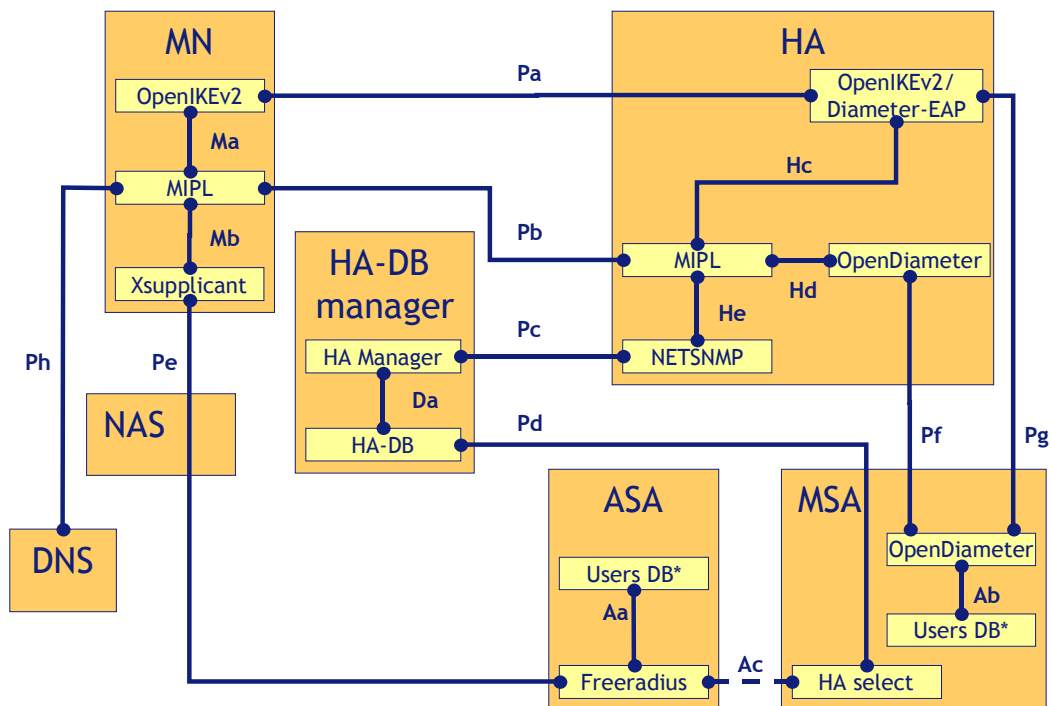 MN
HA
Pa
OpenIKEv2
OpenIKEv2/
Diameter-EAP
Ma
Hc
MIPL
Mb
Pb
HA-DB
manager
MIPL
OpenDiameter
Hd
Xsupplicant
He
Pc
HA Manager
NETSNMP
Ph
Pe
Da
NAS
Pd
HA-DB
Pf
Pg
ASA
MSA
DNS
OpenDiameter
Users DB*
Aa
Ab
Users DB*
Ac
Freeradius
HA select